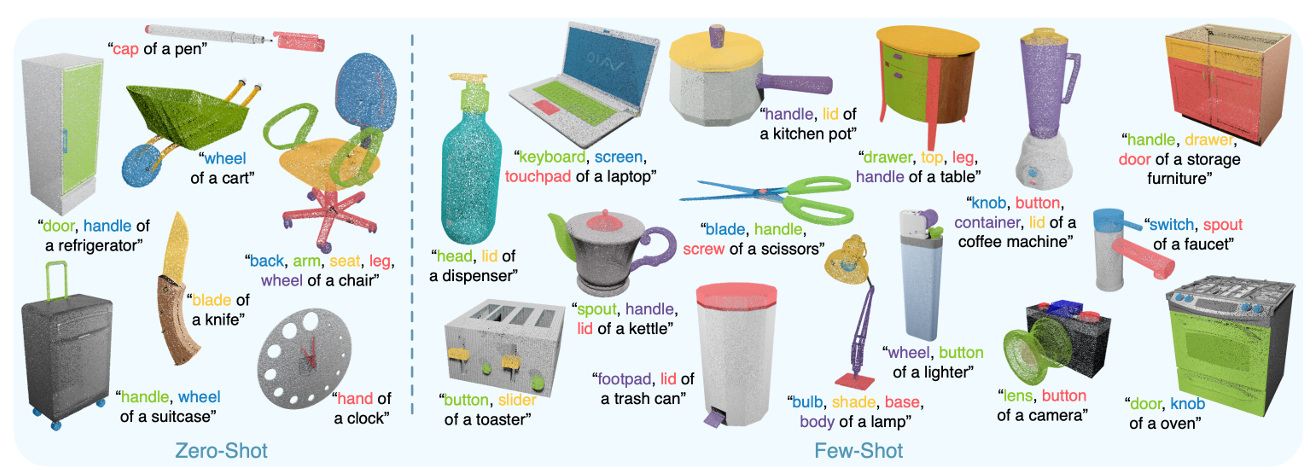 “cap of a pen”
“wheel
of a cart”
“door, handle of
a refrigerator”
“back, arm, seat, leg,
wheel of a chair”
“blade of
a knife”
“handle, wheel
of a suitcase”
“hand of
a clock”
Zero-Shot
VAIO
“keyboard, screen,
touchpad of a laptop”
“handle, lid of
a kitchen pot”
“drawer, top, leg,
handle of a table”
“handle, drawer,
door of a storage
furniture”
“head, lid of
a dispenser”
“blade, handle,
screw of a scissors”
“knob, button,
container, lid of a
coffee machine”
“switch, spout
of a faucet”
“spout, handle,
lid of a kettle”
“button, slider
of a toaster”
“footpad, lid of
a trash can”
“wheel, button
of a lighter”
“bulb, shade, base,
body of a lamp”
“lens, button
of a camera”
“door, knob
of a oven”
Few-Shot